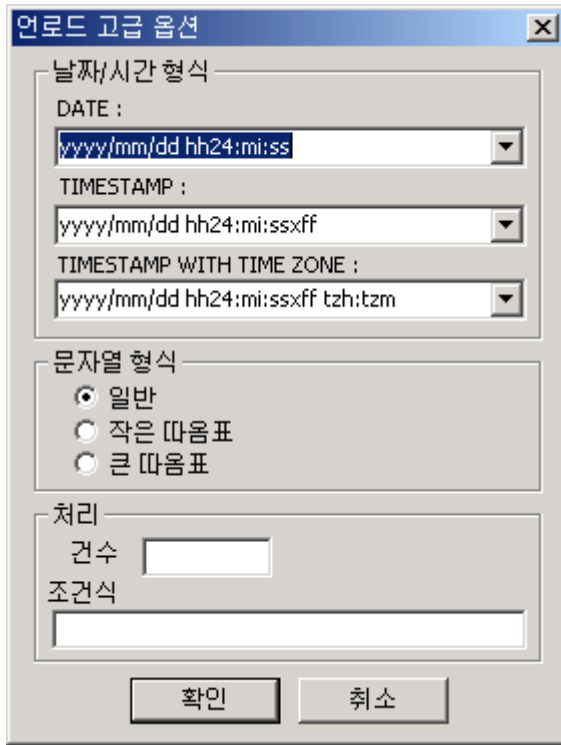 언로드 고급 옵션
날짜/시간 형식
DATE :
yyyy/mm/dd hh24:mi:ss
TIMESTAMP :
yyyy/mm/dd hh24:mi:ssxff
TIMESTAMP WITH TIME ZONE :
yyyy/mm/dd hh24:mi:ssxff tzh:tzm
문자열 형식
일반
작은 따옴표
큰 따옴표
처리
건수
조건식
확인 취소